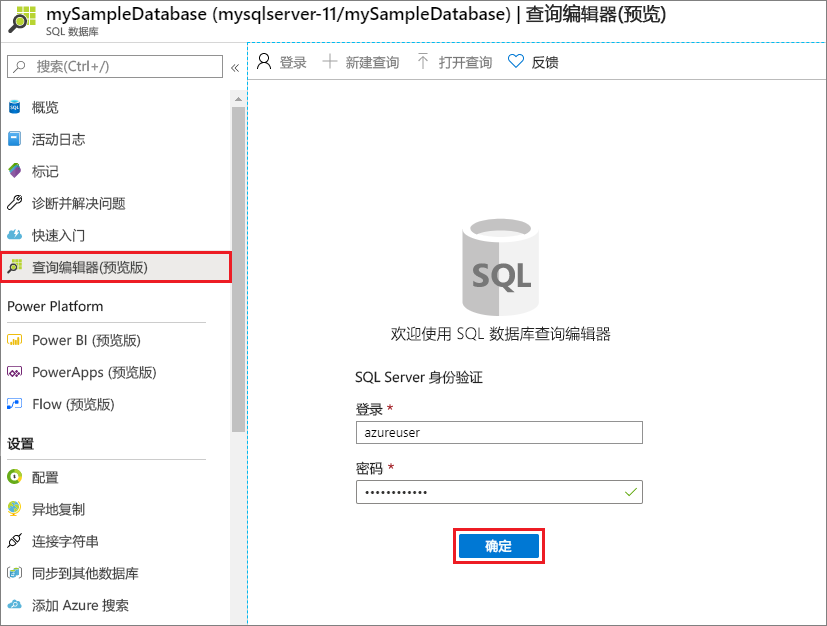 mySampleDatabase (mysqlserver-11/mySampleDatabase) | 查询编辑器(预览)
SQL 数据库
搜索(Ctrl+/)
«
概览
活动日志
标记
诊断并解决问题
快速入门
查询编辑器(预览版)
Power Platform
Power BI (预览版)
PowerApps (预览版)
Flow (预览版)
设置
配置
异地复制
连接字符串
同步到其他数据库
添加 Azure 搜索
登录 新建查询 打开查询 反馈
SQL
欢迎使用 SQL 数据库查询编辑器
SQL Server 身份验证
登录 *
azureuser
密码 *
••••••••••••
确定